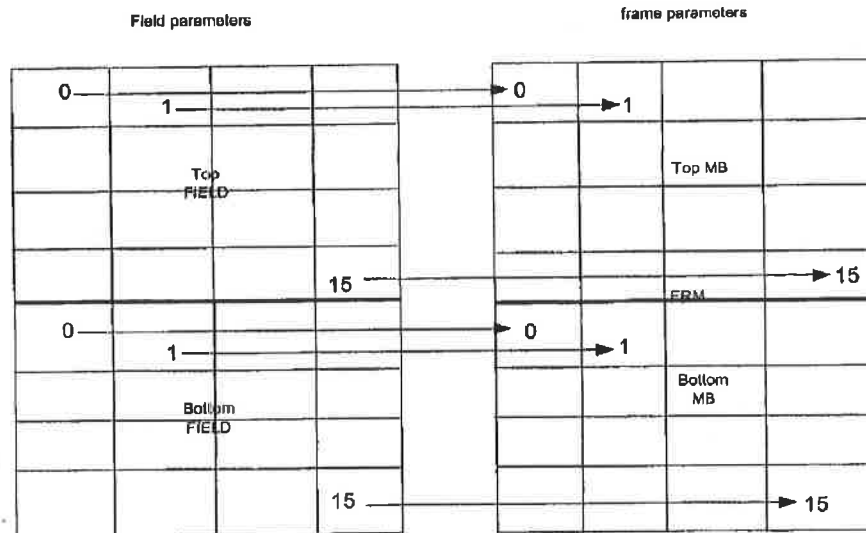 Field parameters
frame parameters
0
0
1
1
Top
FIELD
Top MB
15
15
FRM
0
0
1
1
Bottom
FIELD
Bottom
MB
15
15